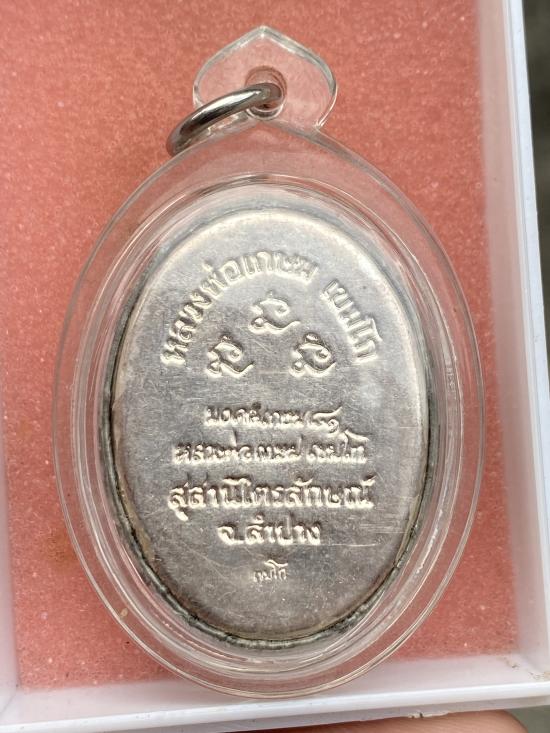 หลวงพ่อเกษม เขมโก
มงคลเกษม ๘๑
หลวงพ่อเกษม เขมโก
สุสานไตรลักษณ์
จ.ลำปาง
เขมโก